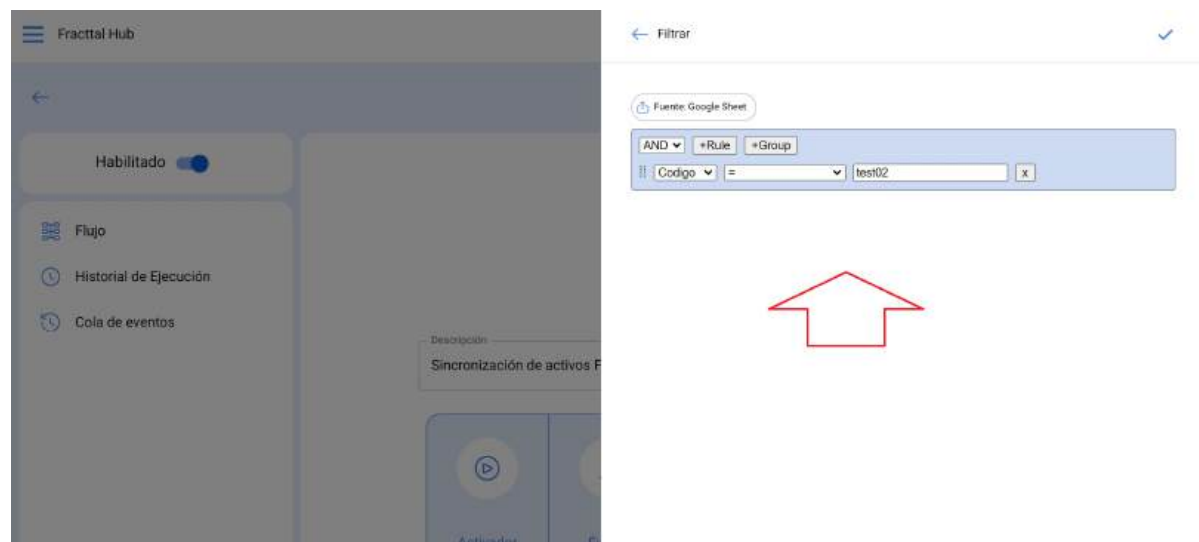 Fracttal Hub
Filtrar
Fuente: Google Sheet
AND +Rule +Group
Codigo = test02 x
Habilitado
Flujo
Historial de Ejecución
Cola de eventos
Descripción
Sincronización de activos F
Activador